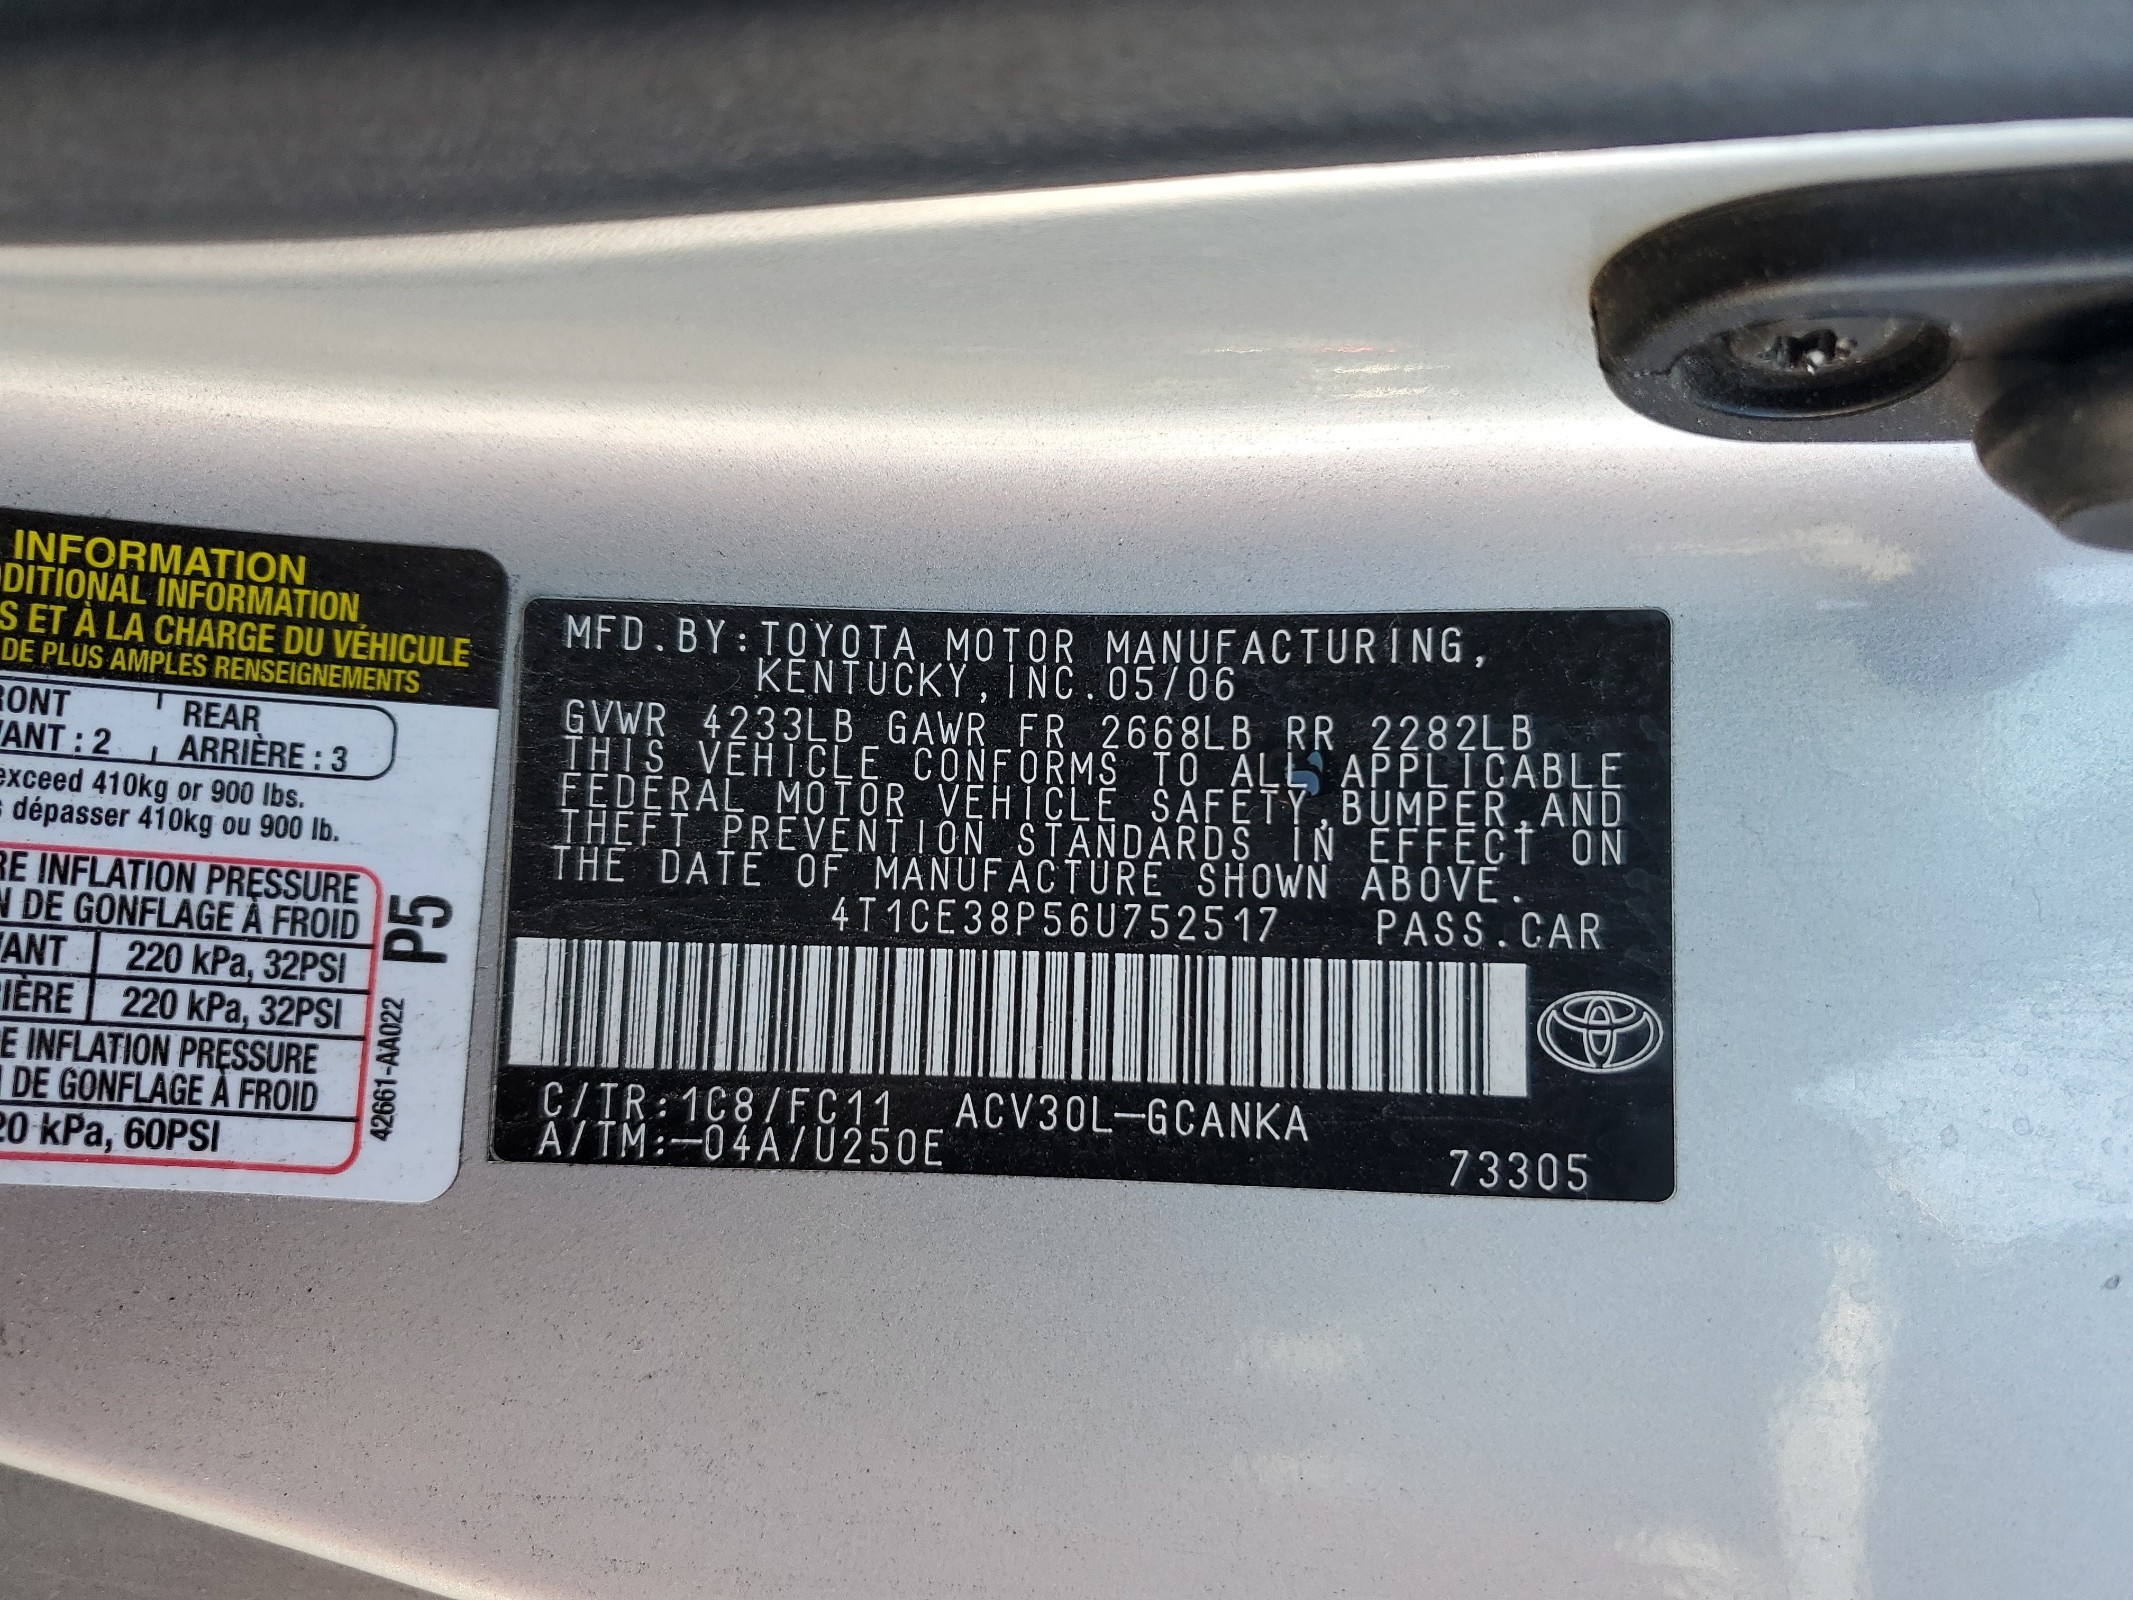 INFORMATION
DITIONAL INFORMATION
S ET À LA CHARGE DU VÉHICULE
DE PLUS AMPLES RENSEIGNEMENTS
RONT
VANT : 2
REAR
ARRIÈRE : 3
exceed 410kg or 900 lbs.
dépasser 410kg ou 900 lb.
RE INFLATION PRESSURE
N DE GONFLAGE À FROID
VANT 220 kPa, 32PSI
IÈRE 220 kPa, 32PSI
E INFLATION PRESSURE
DE GONFLAGE À FROID
20 kPa, 60PSI
P5
42661-AA022
MFD.BY:TOYOTA MOTOR MANUFACTURING,
KENTUCKY,INC.05/06
GVWR 4233LB GAWR FR 2668LB RR 2282LB
THIS VEHICLE CONFORMS TO ALL APPLICABLE
FEDERAL MOTOR VEHICLE SAFETY,BUMPER,AND
THEFT PREVENTION STANDARDS IN EFFECT ON
THE DATE OF MANUFACTURE SHOWN ABOVE.
4T1CE38P56U752517 PASS.CAR
C/TR:1C8/FC11 ACV30L-GCANKA
A/TM:-04A/U250E
73305